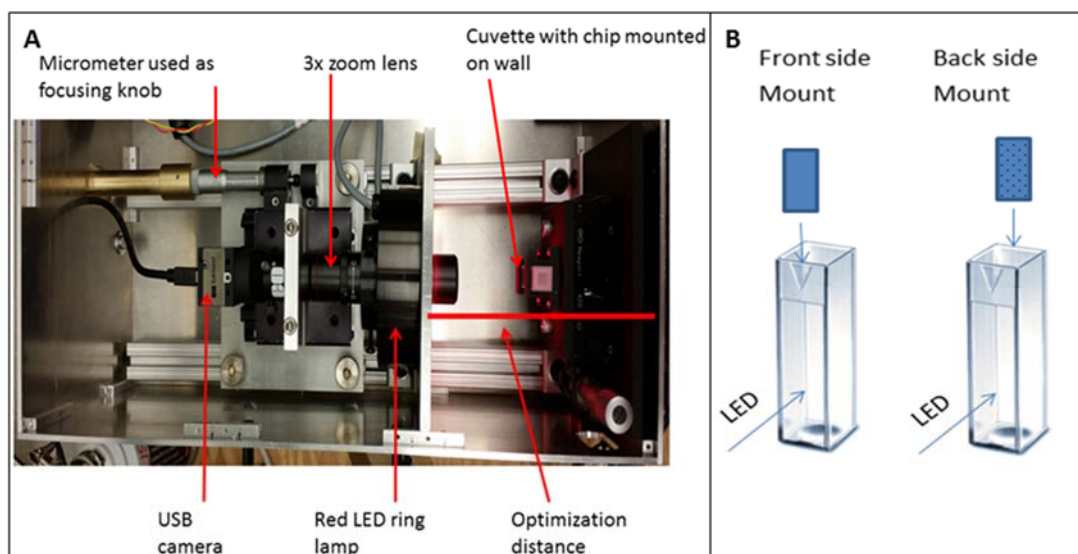 A
Micrometer used as
focusing knob
3x zoom lens
Cuvette with chip mounted
on wall
USB
camera
Red LED ring
lamp
Optimization
distance
B
Front side
Mount
Back side
Mount
LED
LED